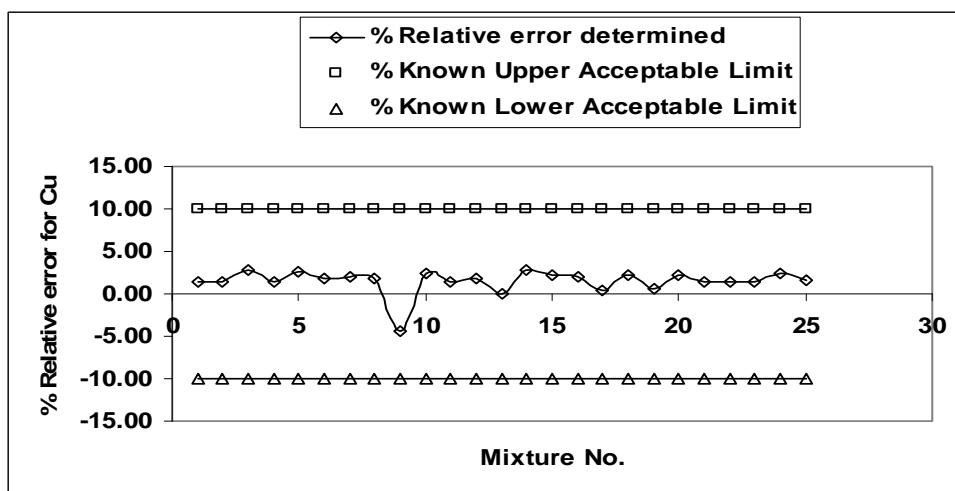 % Relative error determined
% Known Upper Acceptable Limit
% Known Lower Acceptable Limit
% Relative error for Cu
15.00
10.00
5.00
0.00
-5.00
-10.00
-15.00
0 5 10 15 20 25 30
Mixture No.